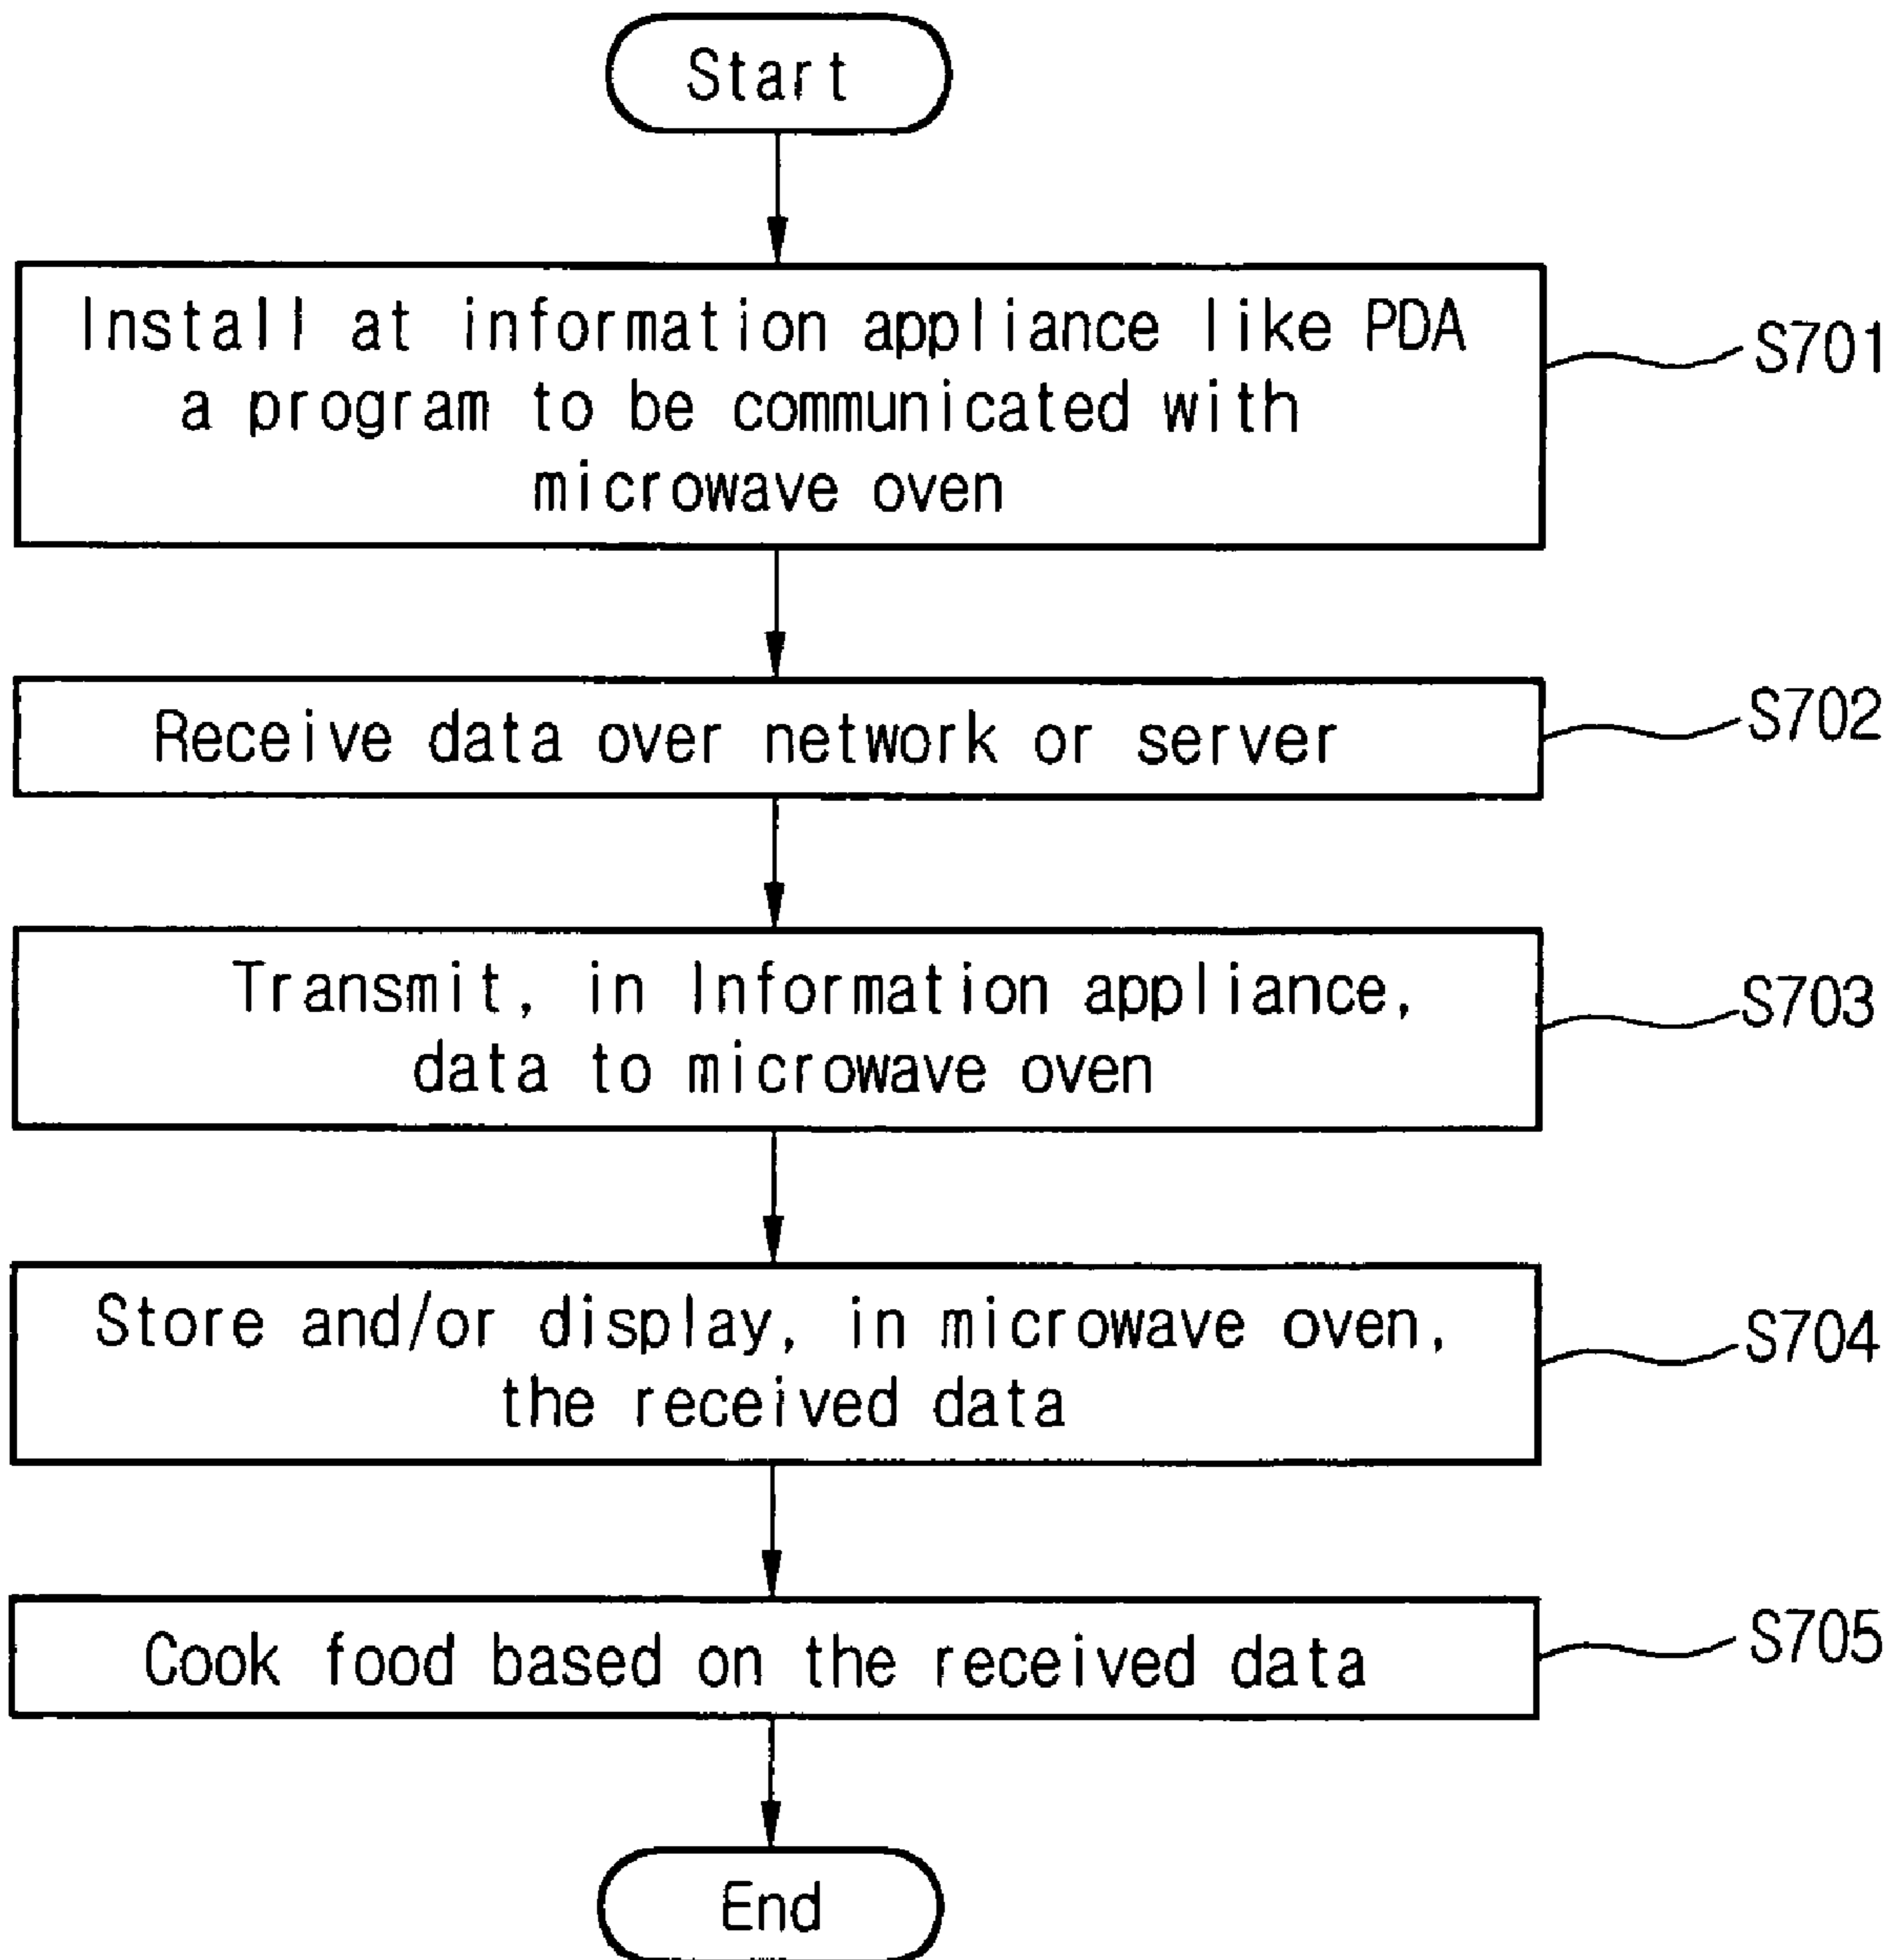 Start
Install at information appliance like PDA
a program to be communicated with
microwave oven
S701
Receive data over network or server
S702
Transmit, in Information appliance,
data to microwave oven
S703
Store and/or display, in microwave oven,
the received data
S704
Cook food based on the received data
S705
End